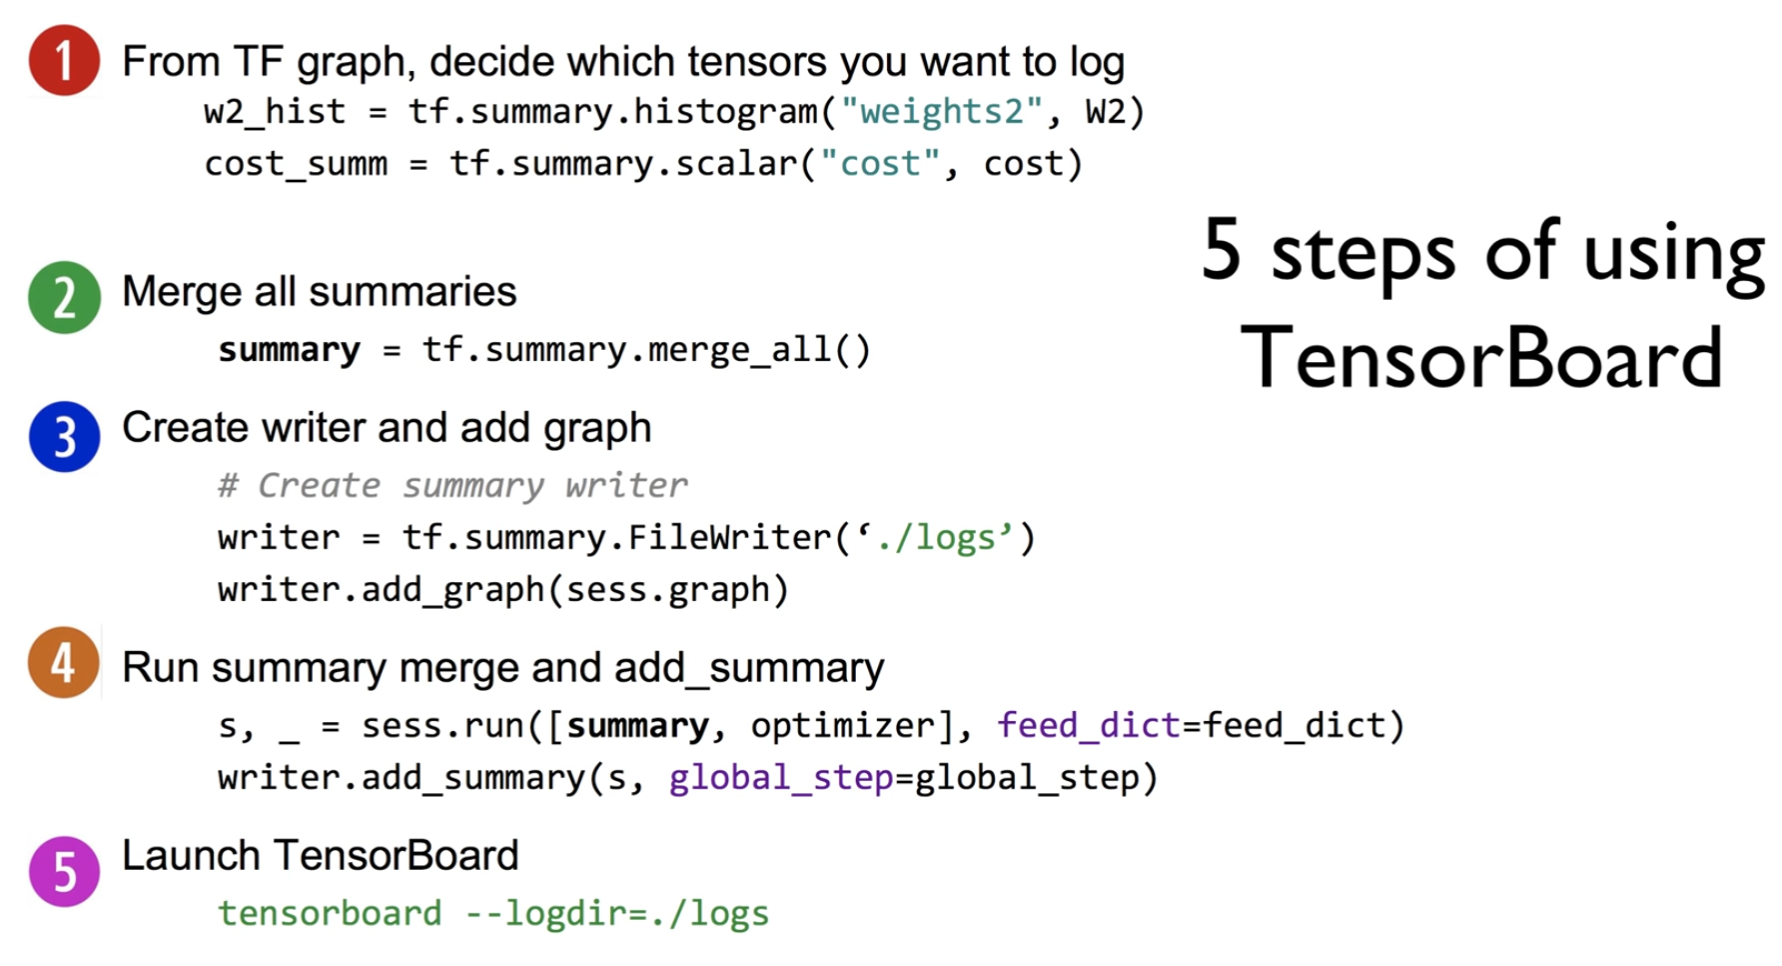 1 From TF graph, decide which tensors you want to log
w2_hist = tf.summary.histogram("weights2", W2)
cost_summ = tf.summary.scalar("cost", cost)
5 steps of using
TensorBoard
2 Merge all summaries
summary = tf.summary.merge_all()
3 Create writer and add graph
# Create summary writer
writer = tf.summary.FileWriter(‘./logs’)
writer.add_graph(sess.graph)
4 Run summary merge and add_summary
s, _ = sess.run([summary, optimizer], feed_dict=feed_dict)
writer.add_summary(s, global_step=global_step)
5 Launch TensorBoard
tensorboard --logdir=./logs